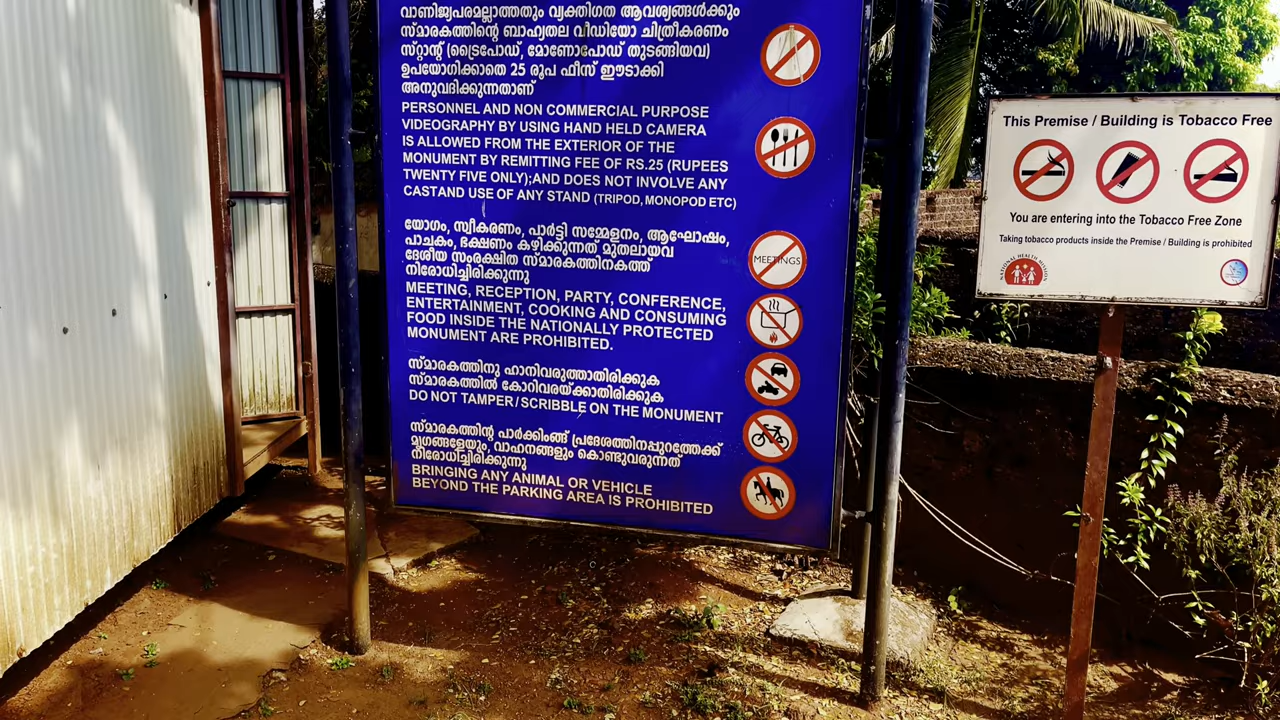 വാണിജ്യപരമല്ലാത്തതും വ്യക്തിഗത ആവശ്യങ്ങൾക്കും
സ്മാരകത്തിന്റെ ബാഹ്യതല വീഡിയോ ചിത്രീകരണം
സ്റ്റാന്റ് (ട്രൈപോഡ്, മോണോപോഡ് തുടങ്ങിയവ)
ഉപയോഗിക്കാതെ 25 രൂപ ഫീസ് ഈടാക്കി
അനുവദിക്കുന്നതാണ്
PERSONNEL AND NON COMMERCIAL PURPOSE
VIDEOGRAPHY BY USING HAND HELD CAMERA
IS ALLOWED FROM THE EXTERIOR OF THE
MONUMENT BY REMITTING FEE OF RS.25 (RUPEES
TWENTY FIVE ONLY);AND DOES NOT INVOLVE ANY
CASTAND USE OF ANY STAND (TRIPOD, MONOPOD ETC)
യോഗം, സ്വീകരണം, പാർട്ടി സമ്മേളനം, ആഘോഷം,
പാചകം, ഭക്ഷണം കഴിക്കുന്നത് മുതലായവ
ദേശീയ സംരക്ഷിത സ്മാരകത്തിനകത്ത്
നിരോധിച്ചിരിക്കുന്നു
MEETINGS
MEETING, RECEPTION, PARTY, CONFERENCE,
ENTERTAINMENT, COOKING AND CONSUMING
FOOD INSIDE THE NATIONALLY PROTECTED
MONUMENT ARE PROHIBITED.
സ്മാരകത്തിനു ഹാനിവരുത്താതിരിക്കുക
സ്മാരകത്തിൽ കോറിവരയ്ക്കാതിരിക്കുക
DO NOT TAMPER/SCRIBBLE ON THE MONUMENT
സ്മാരകത്തിന്റ പാർക്കിംങ്ങ് പ്രദേശത്തിനപ്പുറത്തേക്ക്
മൃഗങ്ങളേയും, വാഹനങ്ങളും കൊണ്ടുവരുന്നത്
നിരോധിച്ചിരിക്കുന്നു
BRINGING ANY ANIMAL OR VEHICLE
BEYOND THE PARKING AREA IS PROHIBITED
This Premise / Building is Tobacco Free
You are entering into the Tobacco Free Zone
Taking tobacco products inside the Premise / Building is prohibited
NATIONAL HEALTH MISSION